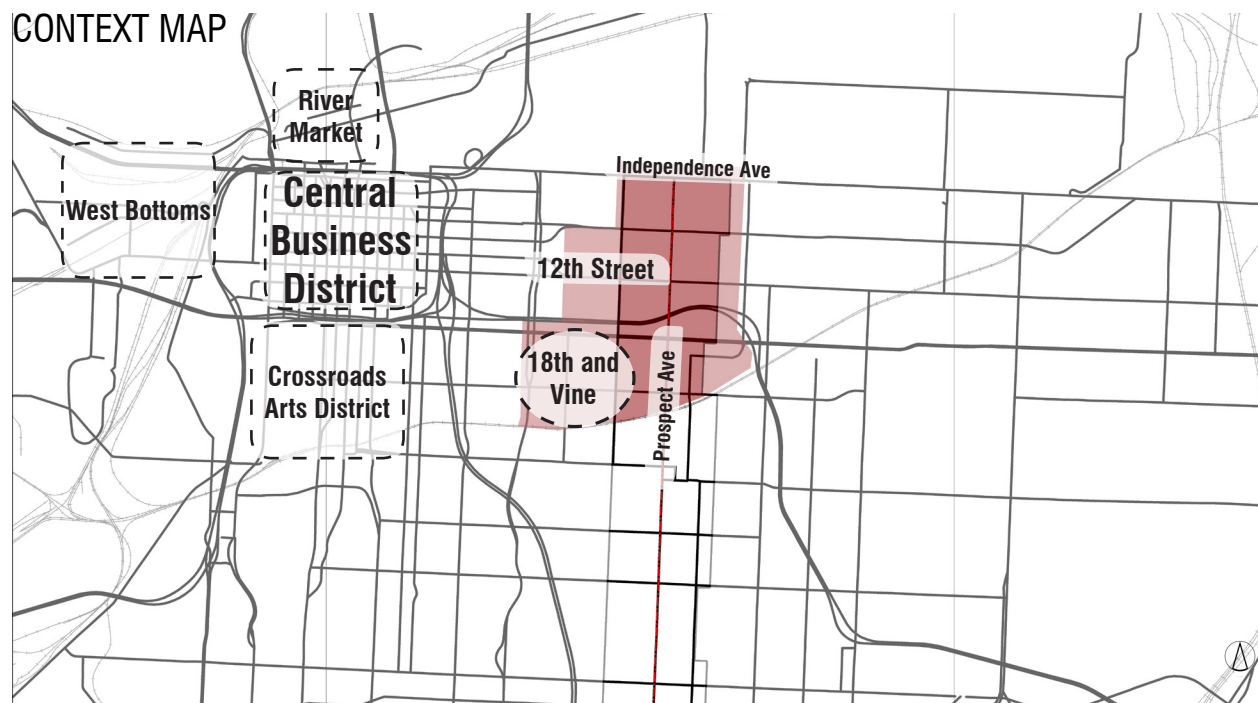 CONTEXT MAP
River
Market
Independence Ave
Central
Business
District
West Bottoms
12th Street
18th and
Vine
Prospect Ave
Crossroads
Arts District